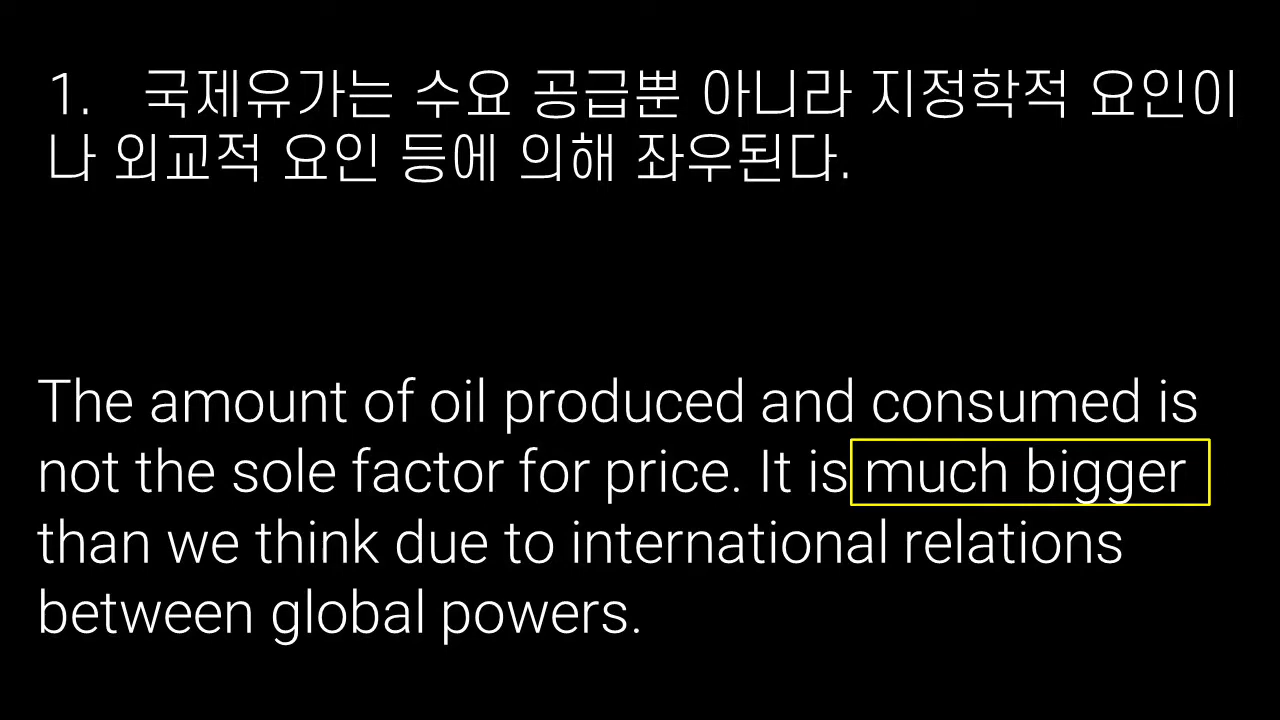 1. 국제유가는 수요 공급뿐 아니라 지정학적 요인이
나 외교적 요인 등에 의해 좌우된다.
The amount of oil produced and consumed is
not the sole factor for price. It is much bigger
than we think due to international relations
between global powers.